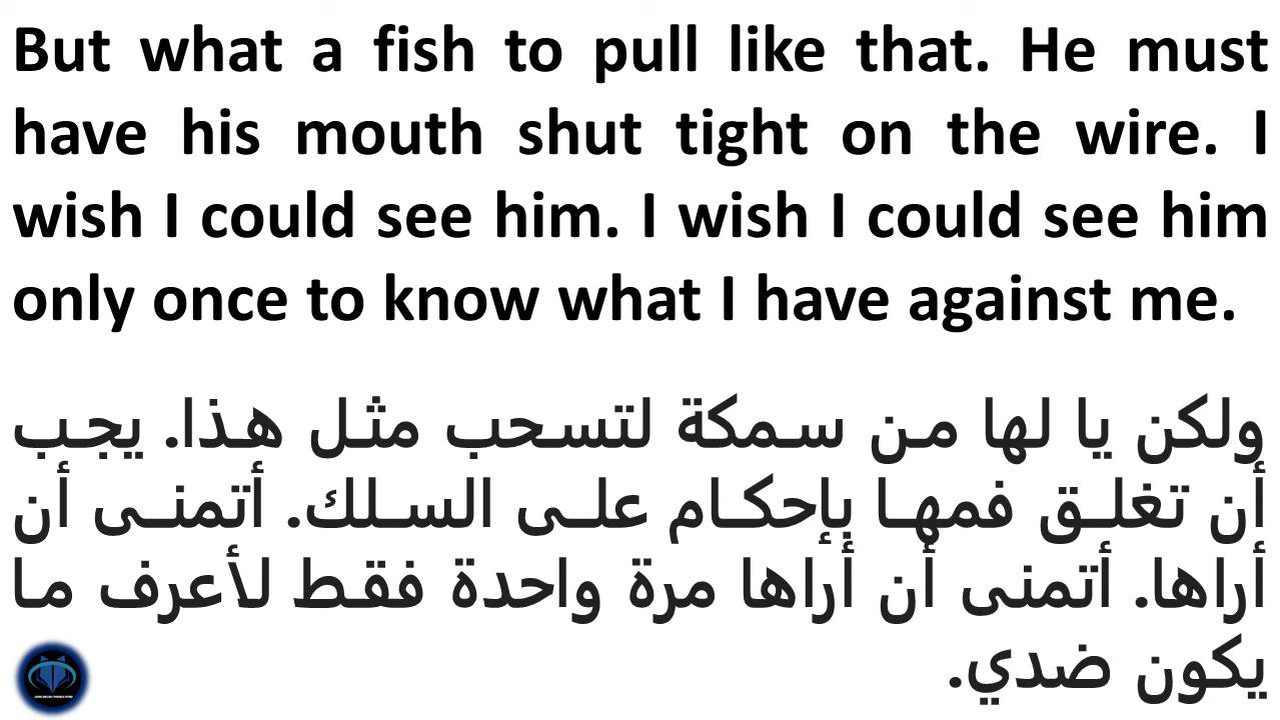 But what a fish to pull like that. He must
have his mouth shut tight on the wire. I
wish I could see him. I wish I could see him
only once to know what I have against me.
ولكن يا لها من سمكة لتسحب مثل هذا. يجب
أن تغلق فمها بإحكام على السلك. أتمنى أن
أراها. أتمنى أن أراها مرة واحدة فقط لأعرف ما
يكون ضدي.